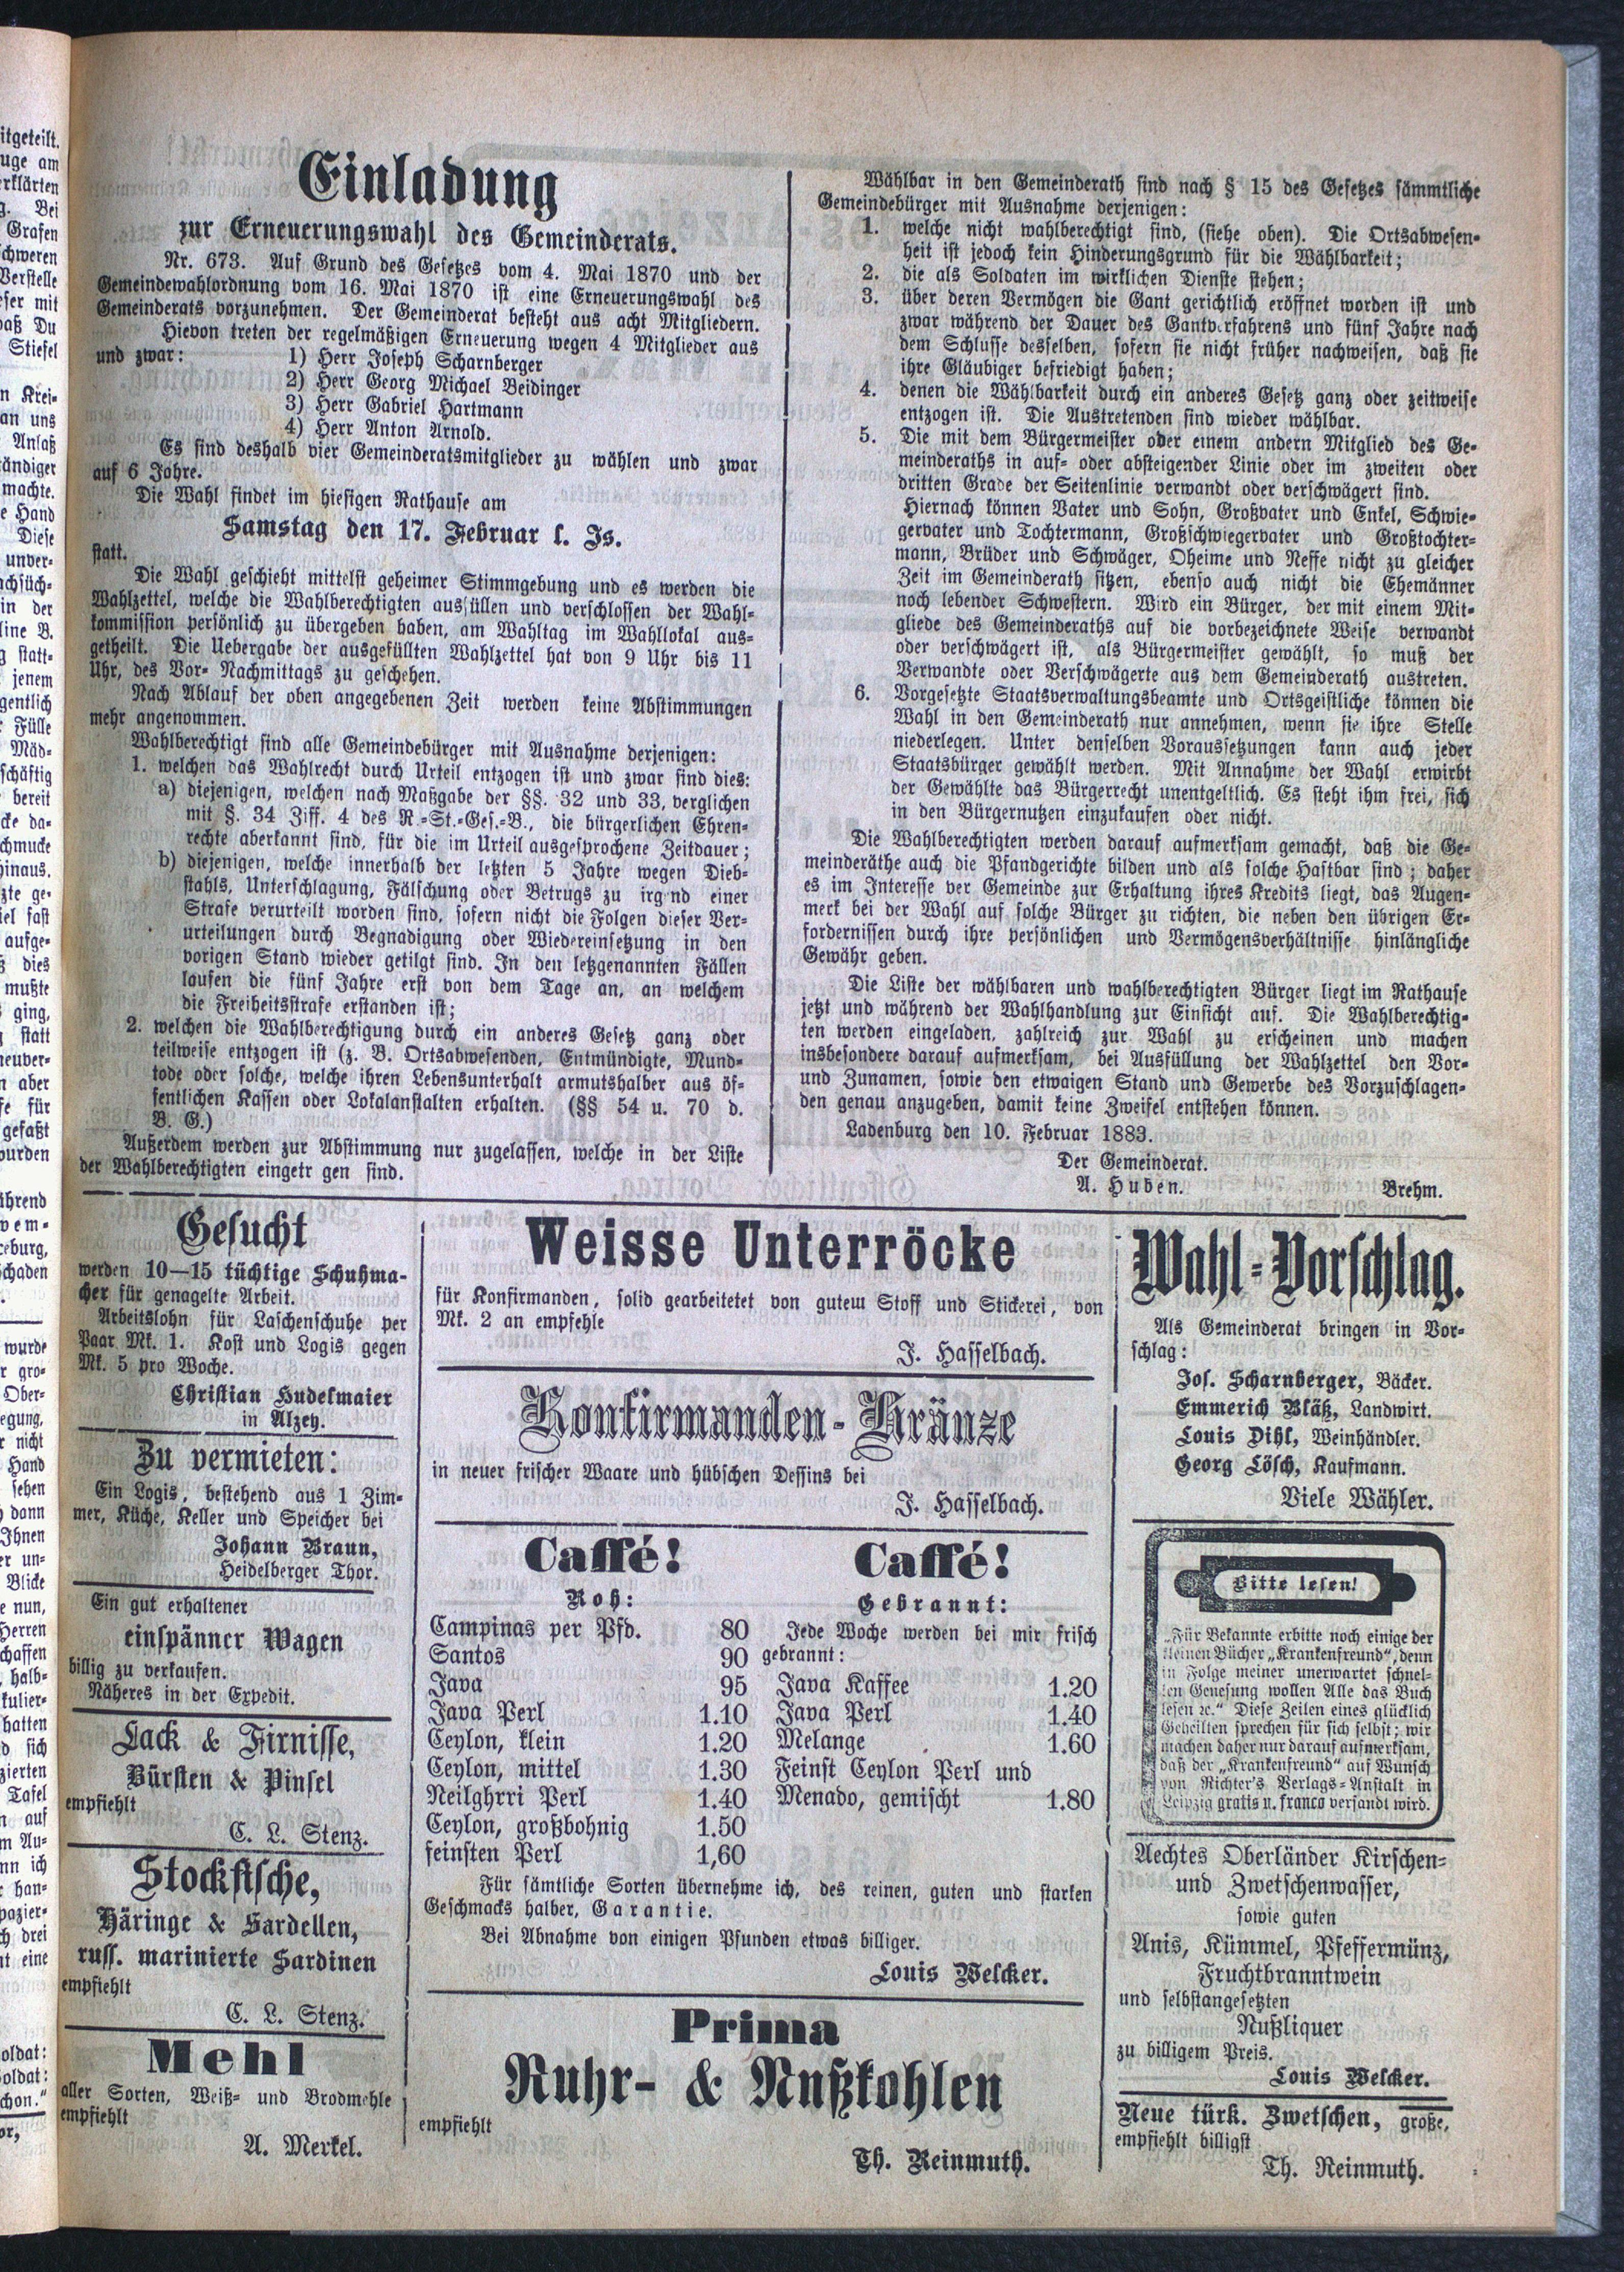 Einladung
zur Erneuerungswahl des Gemeinderats.
Nr. 673. Auf Grund des Gesetzes vom 4. Mai 1870 und der
Gemeindewahlordnung vom 16. Mai 1870 ist eine Erneuerungswahl des
Gemeinderats vorzunehmen. Der Gemeinderat besteht aus acht Mitgliedern.
Hievon treten der regelmäßigen Erneuerung wegen 4 Mitglieder aus
und zwar: 1) Herr Joseph Scharnberger
2) Herr Georg Michael Beidinger
3) Herr Gabriel Hartmann
4) Herr Anton Arnold.
Es sind deshalb vier Gemeinderatsmitglieder zu wählen und zwar
auf 6 Jahre.
Die Wahl findet im hiesigen Rathause am
Samstag den 17. Februar l. Js.
statt.
Die Wahl geschieht mittelst geheimer Stimmgebung und es werden die
Wahlzettel, welche die Wahlberechtigten ausfüllen und verschlossen der Wahl-
kommission persönlich zu übergeben haben, am Wahltag im Wahllokal aus-
getheilt. Die Uebergabe der ausgefüllten Wahlzettel hat von 9 Uhr bis 11
Uhr, des Vor- Nachmittags zu geschehen.
Nach Ablauf der oben angegebenen Zeit werden keine Abstimmungen
mehr angenommen.
Wahlberechtigt sind alle Gemeindebürger mit Ausnahme derjenigen:
1. welchen das Wahlrecht durch Urteil entzogen ist und zwar sind dies:
a) diejenigen, welchen nach Maßgabe der §§. 32 und 33, verglichen
mit §. 34 Ziff. 4 des R.-St.-Ges.-B., die bürgerlichen Ehren-
rechte aberkannt sind, für die im Urteil ausgesprochene Zeitdauer;
b) diejenigen, welche innerhalb der letzten 5 Jahre wegen Dieb-
stahls, Unterschlagung, Fälschung oder Betrugs zu irg nd einer
Strafe verurteilt worden sind, sofern nicht die Folgen dieser Ver-
urteilungen durch Begnadigung oder Wiedereinsetzung in den
vorigen Stand wieder getilgt sind. In den letzgenannten Fällen
laufen die fünf Jahre erst von dem Tage an, an welchem
die Freiheitsstrafe erstanden ist;
2. welchen die Wahlberechtigung durch ein anderes Gesetz ganz oder
teilweise entzogen ist (z. B. Ortsabwesenden, Entmündigte, Mund-
tode oder solche, welche ihren Lebensunterhalt armutshalber aus öf-
fentlichen Kassen oder Lokalanstalten erhalten. (§§ 54 u. 70 d.
B. G.)
Außerdem werden zur Abstimmung nur zugelassen, welche in der Liste
der Wahlberechtigten eingetr gen sind.
Wählbar in den Gemeinderath sind nach § 15 des Gesetzes sämmtliche
Gemeindebürger mit Ausnahme derjenigen:
1. welche nicht wahlberechtigt sind, (siehe oben). Die Ortsabwesen-
heit ist jedoch kein Hinderungsgrund für die Wählbarkeit;
2. die als Soldaten im wirklichen Dienste stehen;
3. über deren Vermögen die Gant gerichtlich eröffnet worden ist und
zwar während der Dauer des Gantverfahrens und fünf Jahre nach
dem Schlusse desselben, sofern sie nicht früher nachweisen, daß sie
ihre Gläubiger befriedigt haben;
4. denen die Wählbarkeit durch ein anderes Gesetz ganz oder zeitweise
entzogen ist. Die Austretenden sind wieder wählbar.
5. Die mit dem Bürgermeister oder einem andern Mitglied des Ge-
meinderaths in auf- oder absteigender Linie oder im zweiten oder
dritten Grade der Seitenlinie verwandt oder verschwägert sind.
Hiernach können Vater und Sohn, Großvater und Enkel, Schwie-
gervater und Tochtermann, Großschwiegervater und Großtochter-
mann, Brüder und Schwäger, Oheime und Neffe nicht zu gleicher
Zeit im Gemeinderath sitzen, ebenso auch nicht die Ehemänner
noch lebender Schwestern. Wird ein Bürger, der mit einem Mit-
gliede des Gemeinderaths auf die vorbezeichnete Weise verwandt
oder verschwägert ist, als Bürgermeister gewählt, so muß der
Verwandte oder Verschwägerte aus dem Gemeinderath austreten.
6. Vorgesetzte Staatsverwaltungsbeamte und Ortsgeistliche können die
Wahl in den Gemeinderath nur annehmen, wenn sie ihre Stelle
niederlegen. Unter denselben Voraussetzungen kann auch jeder
Staatsbürger gewählt werden. Mit Annahme der Wahl erwirbt
der Gewählte das Bürgerrecht unentgeltlich. Es steht ihm frei, sich
in den Bürgernutzen einzukaufen oder nicht.
Die Wahlberechtigten werden darauf aufmerksam gemacht, daß die Ge-
meinderäthe auch die Pfandgerichte bilden und als solche Haftbar sind; daher
es im Interesse der Gemeinde zur Erhaltung ihres Kredits liegt, das Augen-
merk bei der Wahl auf solche Bürger zu richten, die neben den übrigen Er-
fordernissen durch ihre persönlichen und Vermögensverhältnisse hinlängliche
Gewähr geben.
Die Liste der wählbaren und wahlberechtigten Bürger liegt im Rathause
jetzt und während der Wahlhandlung zur Einsicht auf. Die Wahlberechtig-
ten werden eingeladen, zahlreich zur Wahl zu erscheinen und machen
insbesondere darauf aufmerksam, bei Ausfüllung der Wahlzettel den Vor-
und Zunamen, sowie den etwaigen Stand und Gewerbe des Vorzuschlagen-
den genau anzugeben, damit keine Zweifel entstehen können.
Ladenburg den 10. Februar 1883.
Der Gemeinderat.
A. Huben. Brehm.
Gesucht
werden 10—15 tüchtige Schuhma-
cher für genagelte Arbeit.
Arbeitslohn für Laschenschuhe per
Paar Mk. 1. Kost und Logis gegen
Mk. 5 pro Woche.
Christian Hudelmaier
in Alzey.
Zu vermieten:
Ein Logis, bestehend aus 1 Zim-
mer, Küche, Keller und Speicher bei
Johann Braun,
Heidelberger Thor.
Ein gut erhaltener
einspänner Wagen
billig zu verkaufen.
Näheres in der Expedit.
Lack & Firnisse,
Bürsten & Pinsel
empfiehlt
C. L. Stenz.
Stockfische,
Häringe & Sardellen,
russ. marinierte Sardinen
empfiehlt
C. L. Stenz.
Mehl
aller Sorten, Weiß- und Brodmehle
empfiehlt
A. Merkel.
Weisse Unterröcke
für Konfirmanden, solid gearbeitetet von gutem Stoff und Stickerei, von
Mk. 2 an empfehle
J. Hasselbach.
Konfirmanden-Kränze
in neuer frischer Waare und hübschen Dessins bei
J. Hasselbach.
Caffé!
Roh:
Campinas per Pfd. 80
Santos 90
Java 95
Java Perl 1.10
Ceylon, klein 1.20
Ceylon, mittel 1.30
Neilghrri Perl 1.40
Ceylon, großbohnig 1.50
feinsten Perl 1,60
Caffé!
Gebrannt:
Jede Woche werden bei mir frisch
gebrannt:
Java Kaffee 1.20
Java Perl 1.40
Melange 1.60
Feinst Ceylon Perl und
Menado, gemischt 1.80
Für sämtliche Sorten übernehme ich, des reinen, guten und starken
Geschmacks halber, Garantie.
Bei Abnahme von einigen Pfunden etwas billiger.
Louis Welcker.
Prima
Ruhr- & Nußkohlen
empfiehlt
Th. Reinmuth.
Wahl-Vorschlag.
Als Gemeinderat bringen in Vor-
schlag:
Jos. Scharnberger, Bäcker.
Emmerich Bläß, Landwirt.
Louis Dihl, Weinhändler.
Georg Lösch, Kaufmann.
Viele Wähler.
Bitte lesen!
„Für Bekannte erbitte noch einige der
kleinen Bücher „Krankenfreund“, denn
in Folge meiner unerwartet schnel-
len Genesung wollen Alle das Buch
lesen ꝛc.“ Diese Zeilen eines glücklich
Geheilten sprechen für sich selbst; wir
machen daher nur darauf aufmerksam,
daß der „Krankenfreund“ auf Wunsch
von Richter's Verlags-Anstalt in
Leipzig gratis u. franco versandt wird.
Aechtes Oberländer Kirschen-
und Zwetschenwasser,
sowie guten
Anis, Kümmel, Pfeffermünz,
Fruchtbranntwein
und selbstangesetzten
Nußliquer
zu billigem Preis.
Louis Welcker.
Neue türk. Zwetschen, große,
empfiehlt billigst
Th. Reinmuth.